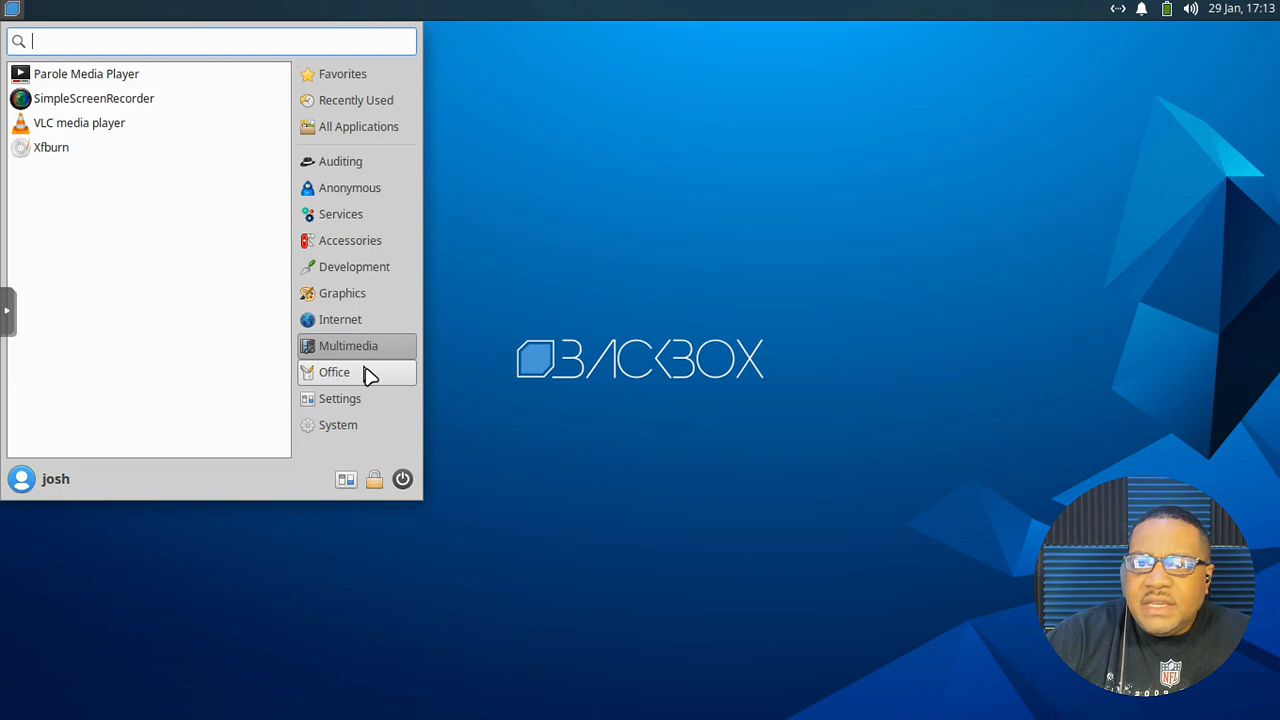 29 Jan, 17:13
Parole Media Player
SimpleScreenRecorder
VLC media player
Xfburn
Favorites
Recently Used
All Applications
Auditing
Anonymous
Services
Accessories
Development
Graphics
Internet
Multimedia
Office
Settings
System
josh
BACKBOX
NFL